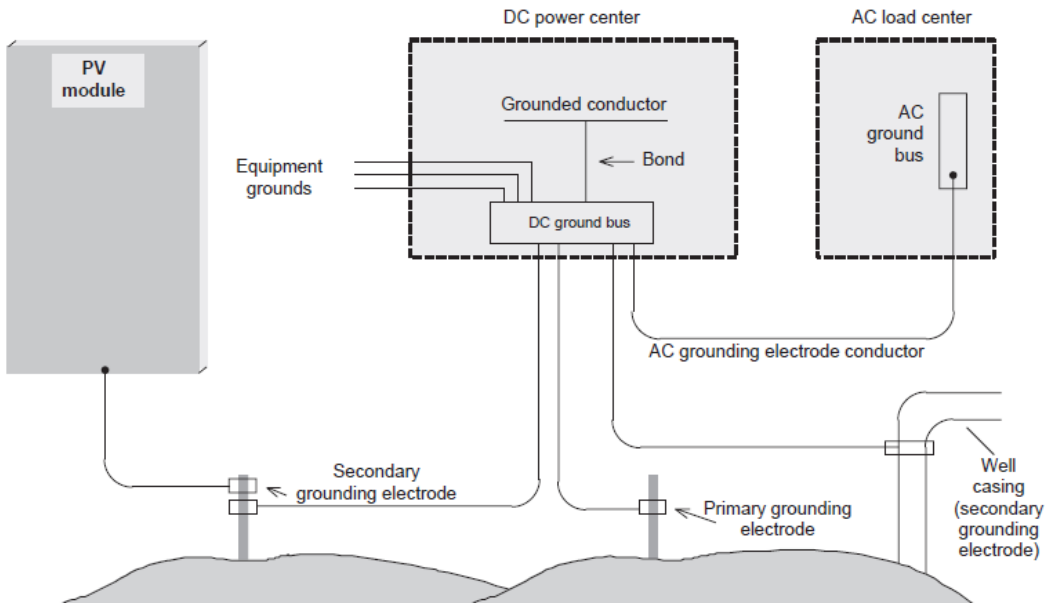 DC power center
AC load center
PV
module
Grounded conductor
AC
ground
bus
Bond
Equipment
grounds
DC ground bus
AC grounding electrode conductor
Secondary
grounding electrode
Primary grounding
electrode
Well
casing
(secondary
grounding
electrode)